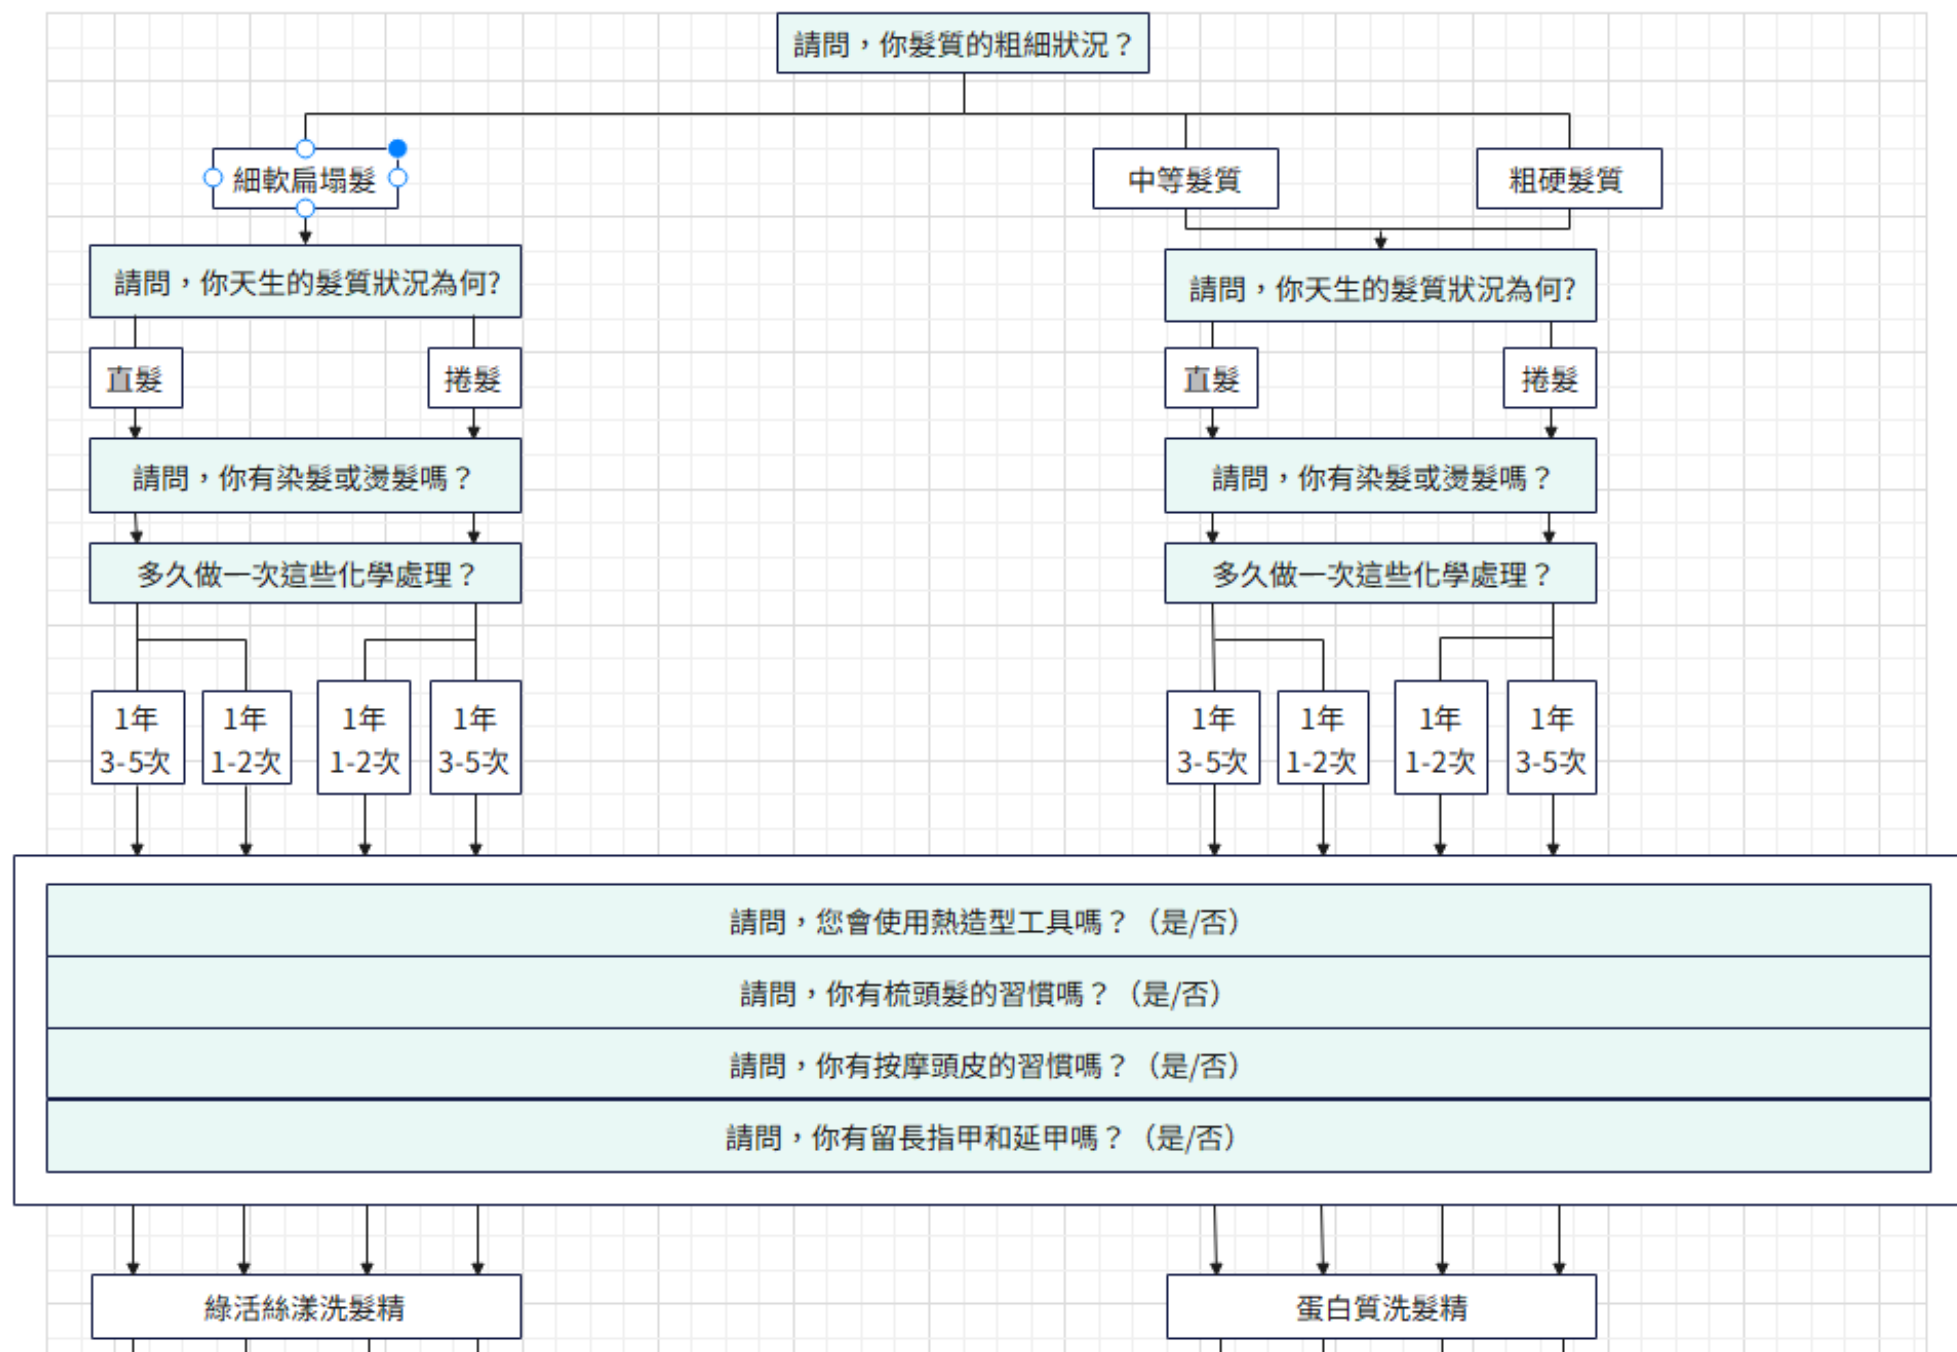 請問，你髮質的粗細狀況？
細軟扁塌髮
中等髮質
粗硬髮質
請問，你天生的髮質狀況為何?
請問，你天生的髮質狀況為何?
直髮
捲髮
直髮
捲髮
請問，你有染髮或燙髮嗎？
請問，你有染髮或燙髮嗎？
多久做一次這些化學處理？
多久做一次這些化學處理？
1年
3-5次
1年
1-2次
1年
1-2次
1年
3-5次
1年
3-5次
1年
1-2次
1年
1-2次
1年
3-5次
請問，您會使用熱造型工具嗎？（是/否）
請問，你有梳頭髮的習慣嗎？（是/否）
請問，你有按摩頭皮的習慣嗎？（是/否）
請問，你有留長指甲和延甲嗎？（是/否）
綠活絲漾洗髮精
蛋白質洗髮精